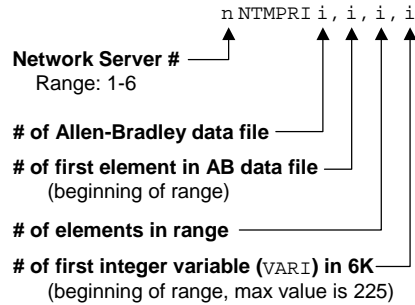 n NTMPRI i, i, i, i
Network Server #
Range: 1-6
# of Allen-Bradley data file
# of first element in AB data file
(beginning of range)
# of elements in range
# of first integer variable (VARI) in 6K
(beginning of range, max value is 225)